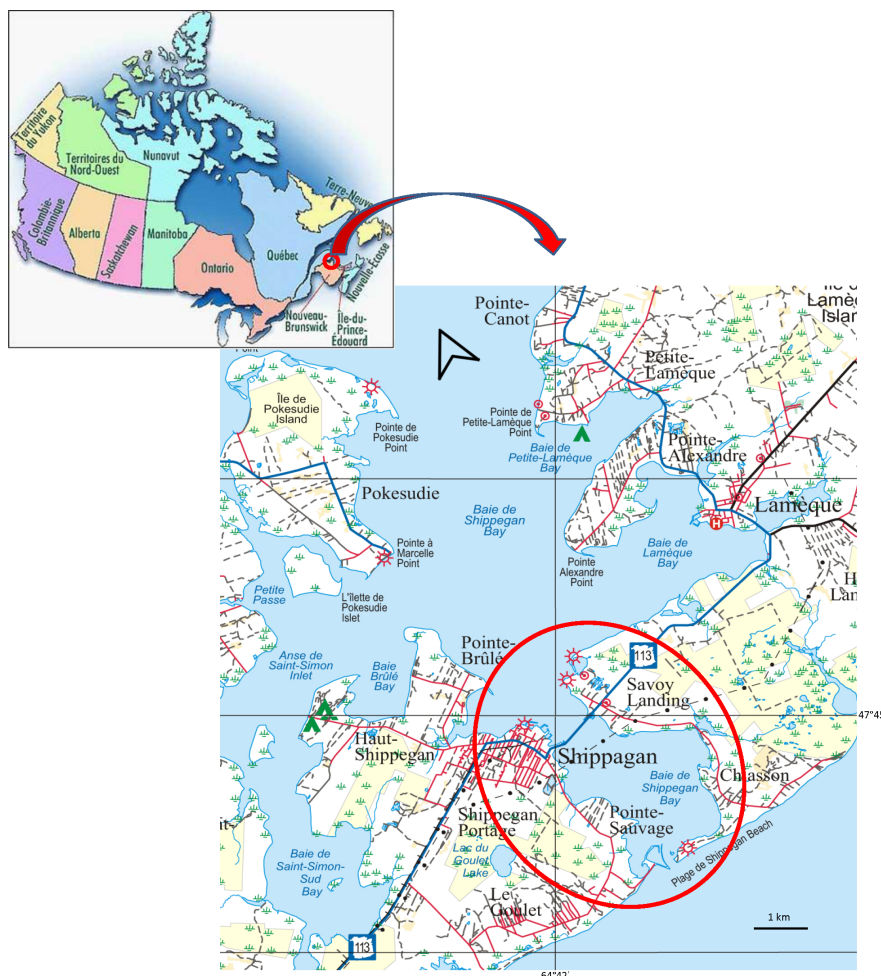 Territoire
du Yukon
Territoires du
Nord-Ouest
Nunavut
Terre-Neuve
Colombie-
Britannique
Alberta
Saskatchewan
Manitoba
Ontario
Québec
Nouveau-
Brunswick
Île-du-
Prince-
Édouard
Nouvelle-Écosse
Pointe-
Canot
Island
Petite-
Lamèque
Point
Île de
Pokesudie
Island
Pointe de
Pokesudie
Point
Pointe de
Petite-Lamèque
Point
Baie de
Petite-Lamèque
Bay
Pointe-
Alexandre
Pokesudie
Baie de
Shippegan
Bay
Lamèque
H
Baie de
Lamèque
Bay
Pointe à
Marcelle
Point
Pointe
Alexandre
Point
Petite
Passe
L'îlette de
Pokesudie
Islet
Anse de
Saint-Simon
Inlet
Baie
Brûlé
Bay
Pointe-
Brûlé
113
Savoy
Landing
47°45
Haut-
Shippegan
Shippagan
Baie de
Shippegan
Bay
Chiasson
Shippegan
Portage
Pointe-
Sauvage
Lac du
Goulet
Lake
Plage de Shippegan Beach
Baie de
Saint-Simon-
Sud
Bay
Le
Goulet
113
1 km